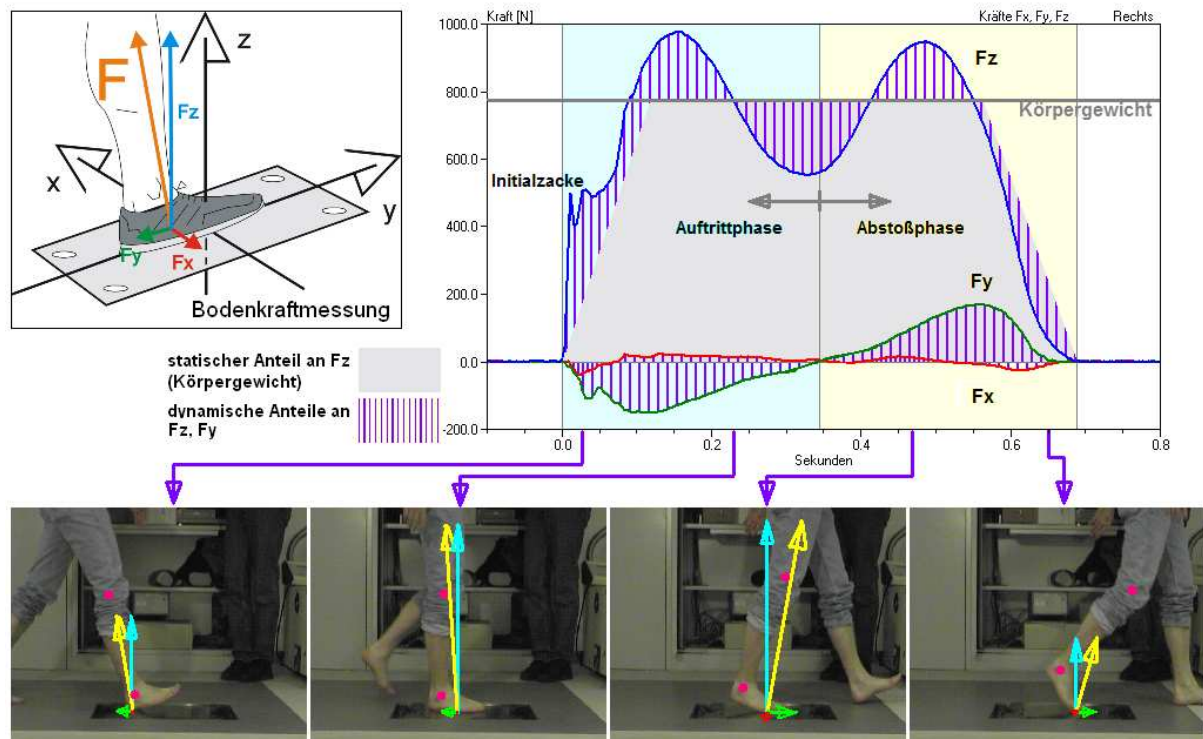 F
z
Fz
x
y
Fy
Fx
Bodenkraftmessung
statischer Anteil an Fz
(Körpergewicht)
dynamische Anteile an
Fz, Fy
Kraft [N]
Kräfte Fx, Fy, Fz
Rechts
1000.0
800.0
600.0
400.0
200.0
0.0
-200.0
Fz
Körpergewicht
Initialzacke
Auftrittphase
Abstoßphase
Fy
Fx
0.0
0.2
0.4
0.6
0.8
Sekunden